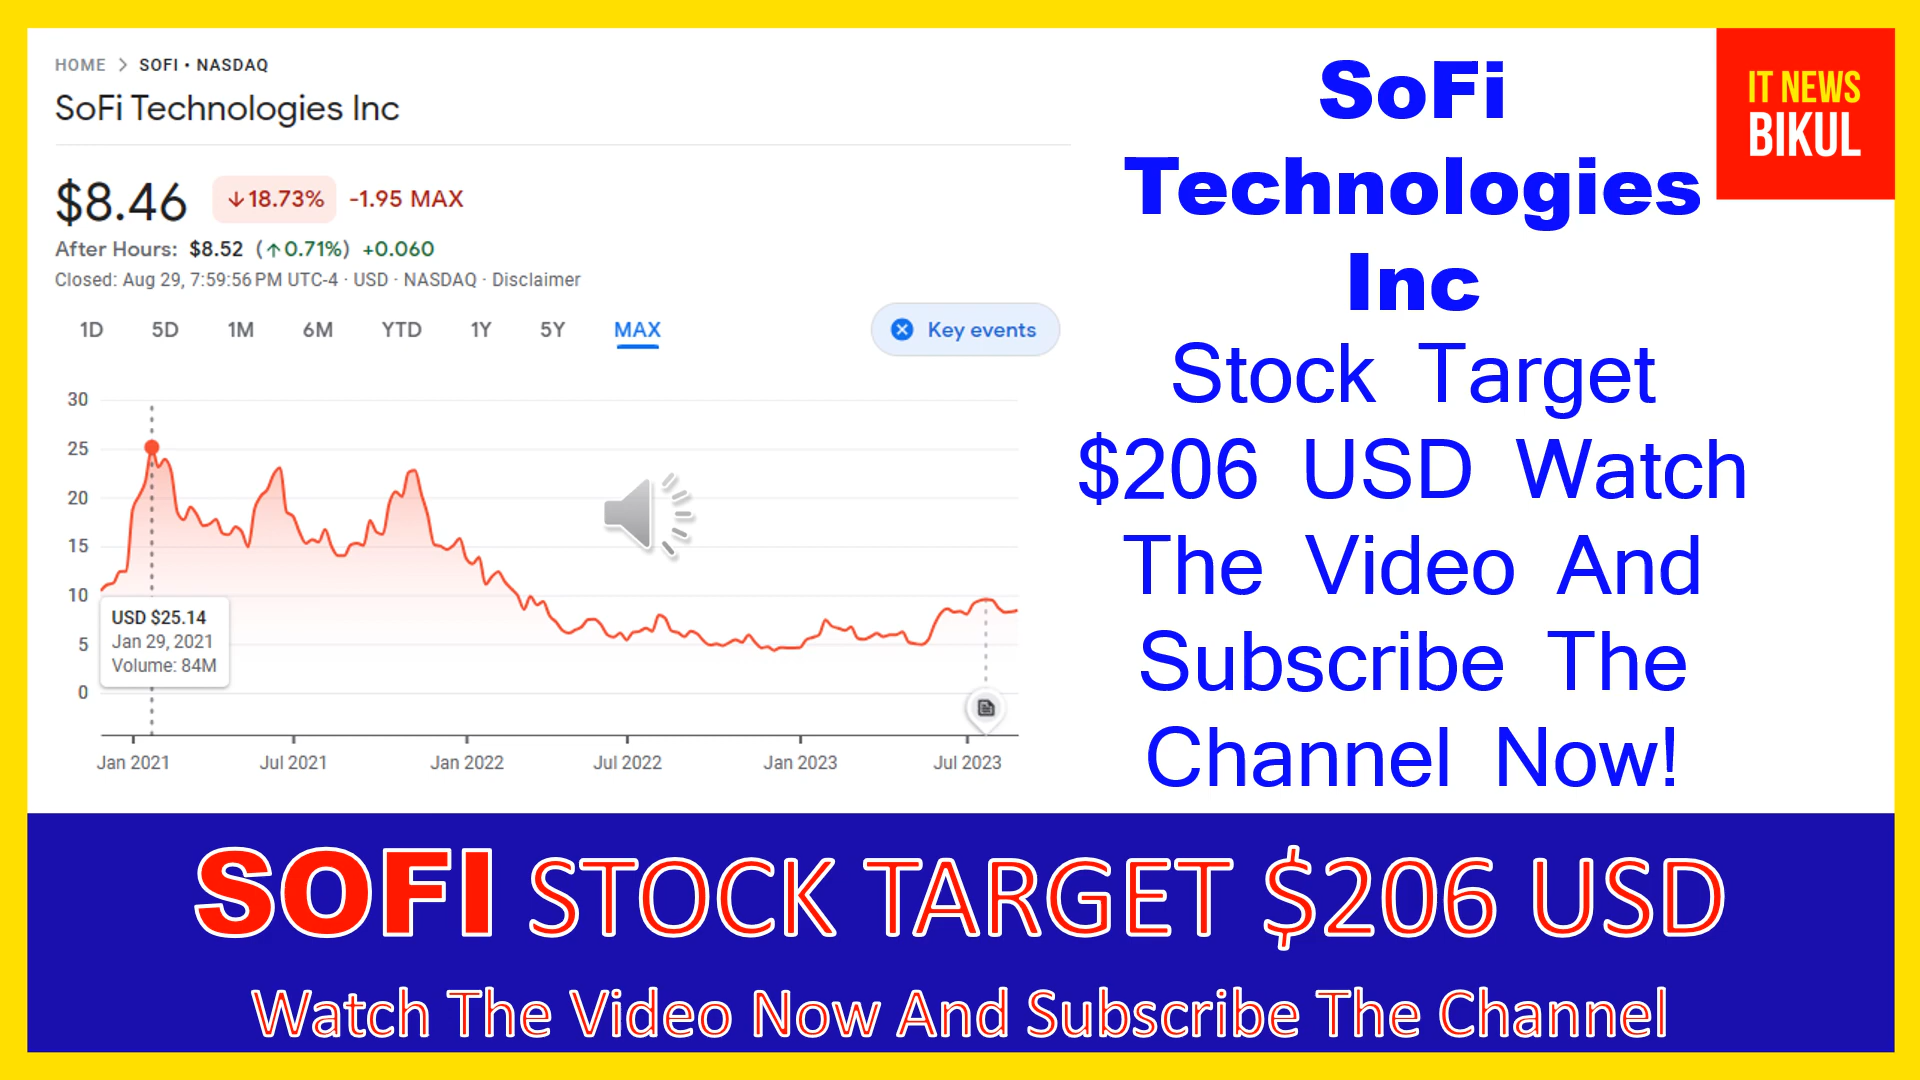 HOME > SOFI • NASDAQ
SoFi Technologies Inc
$8.46 ↓18.73% -1.95 MAX
After Hours: $8.52 (↑0.71%) +0.060
Closed: Aug 29, 7:59:56 PM UTC-4 · USD · NASDAQ · Disclaimer
1D 5D 1M 6M YTD 1Y 5Y MAX Key events
30
25
20
15
10
5
0
USD $25.14
Jan 29, 2021
Volume: 84M
Jan 2021 Jul 2021 Jan 2022 Jul 2022 Jan 2023 Jul 2023
SoFi
Technologies
Inc
Stock Target
$206 USD Watch
The Video And
Subscribe The
Channel Now!
IT NEWS
BIKUL
SOFI STOCK TARGET $206 USD
Watch The Video Now And Subscribe The Channel